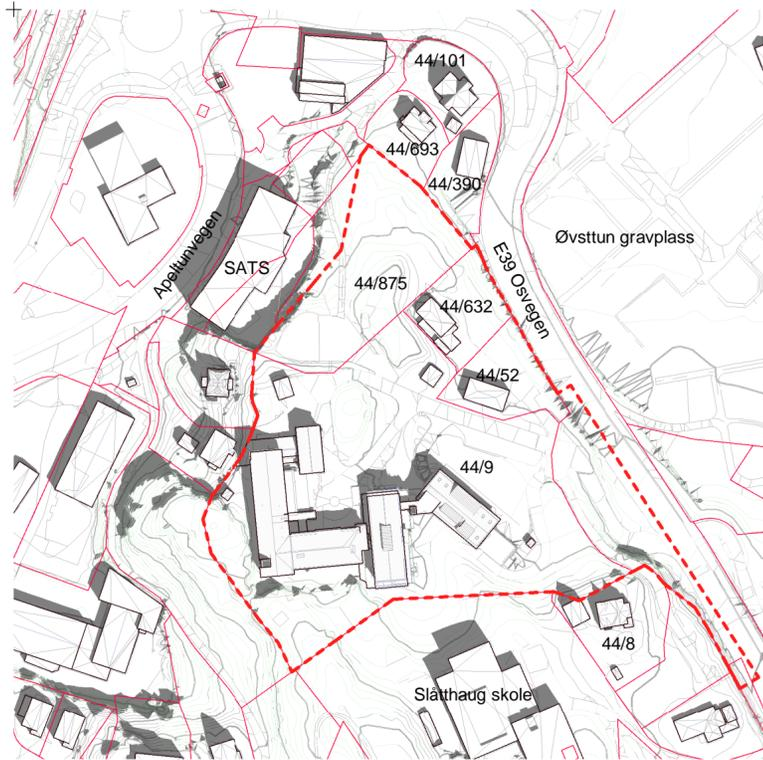 44/101
44/693
44/390
Apeltunvegen
Øvsttun gravplass
E39 Osvegen
SATS
44/875
44/632
44/52
44/9
44/8
Slåtthaug skole